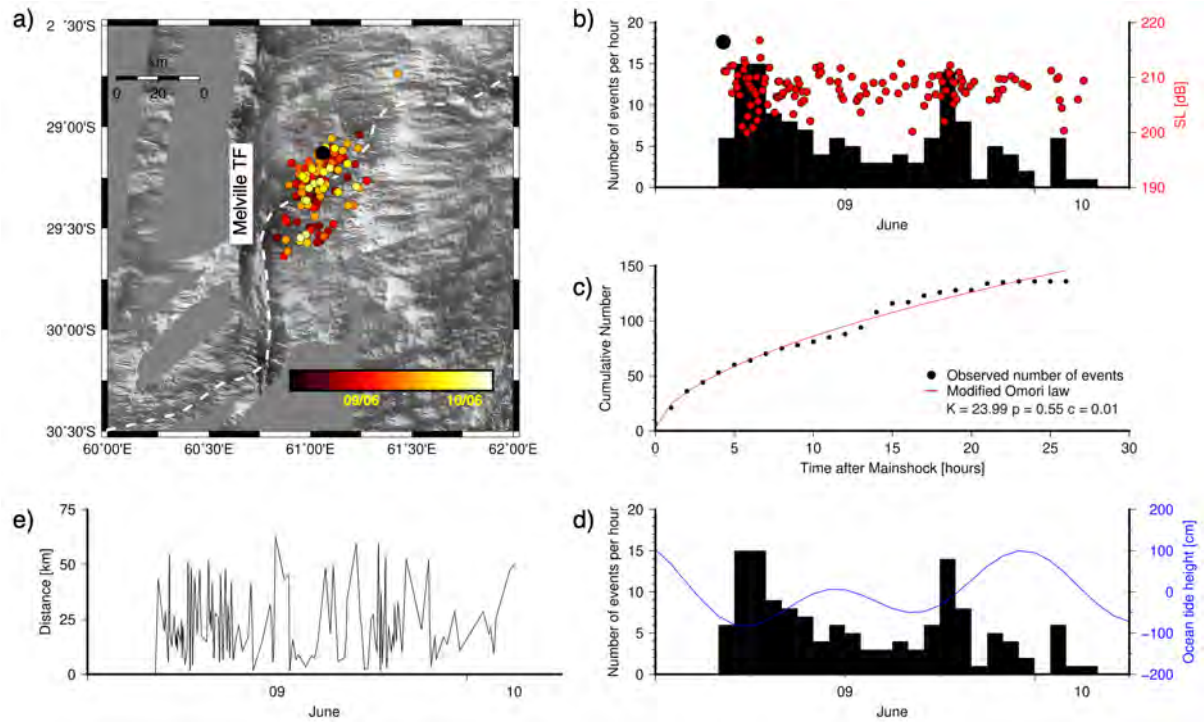 a)
2 ˚30'S
29˚00'S
29˚30'S
30˚00'S
30˚30'S
60˚00'E
60˚30'E
61˚00'E
61˚30'E
62˚00'E
km
0 20 0
Melville TF
09/06 10/06
b)
Number of events per hour
20
15
10
5
0
220
210
200
190
SL [dB]
09 10
June
c)
Cumulative Number
150
100
50
0
Observed number of events
Modified Omori law
K = 23.99 p = 0.55 c = 0.01
5 10 15 20 25 30
Time after Mainshock [hours]
e)
Distance [km]
75
50
25
0
09 10
June
d)
Number of events per hour
20
15
10
5
0
200
100
0
−100
−200
Ocean tide height [cm]
09 10
June